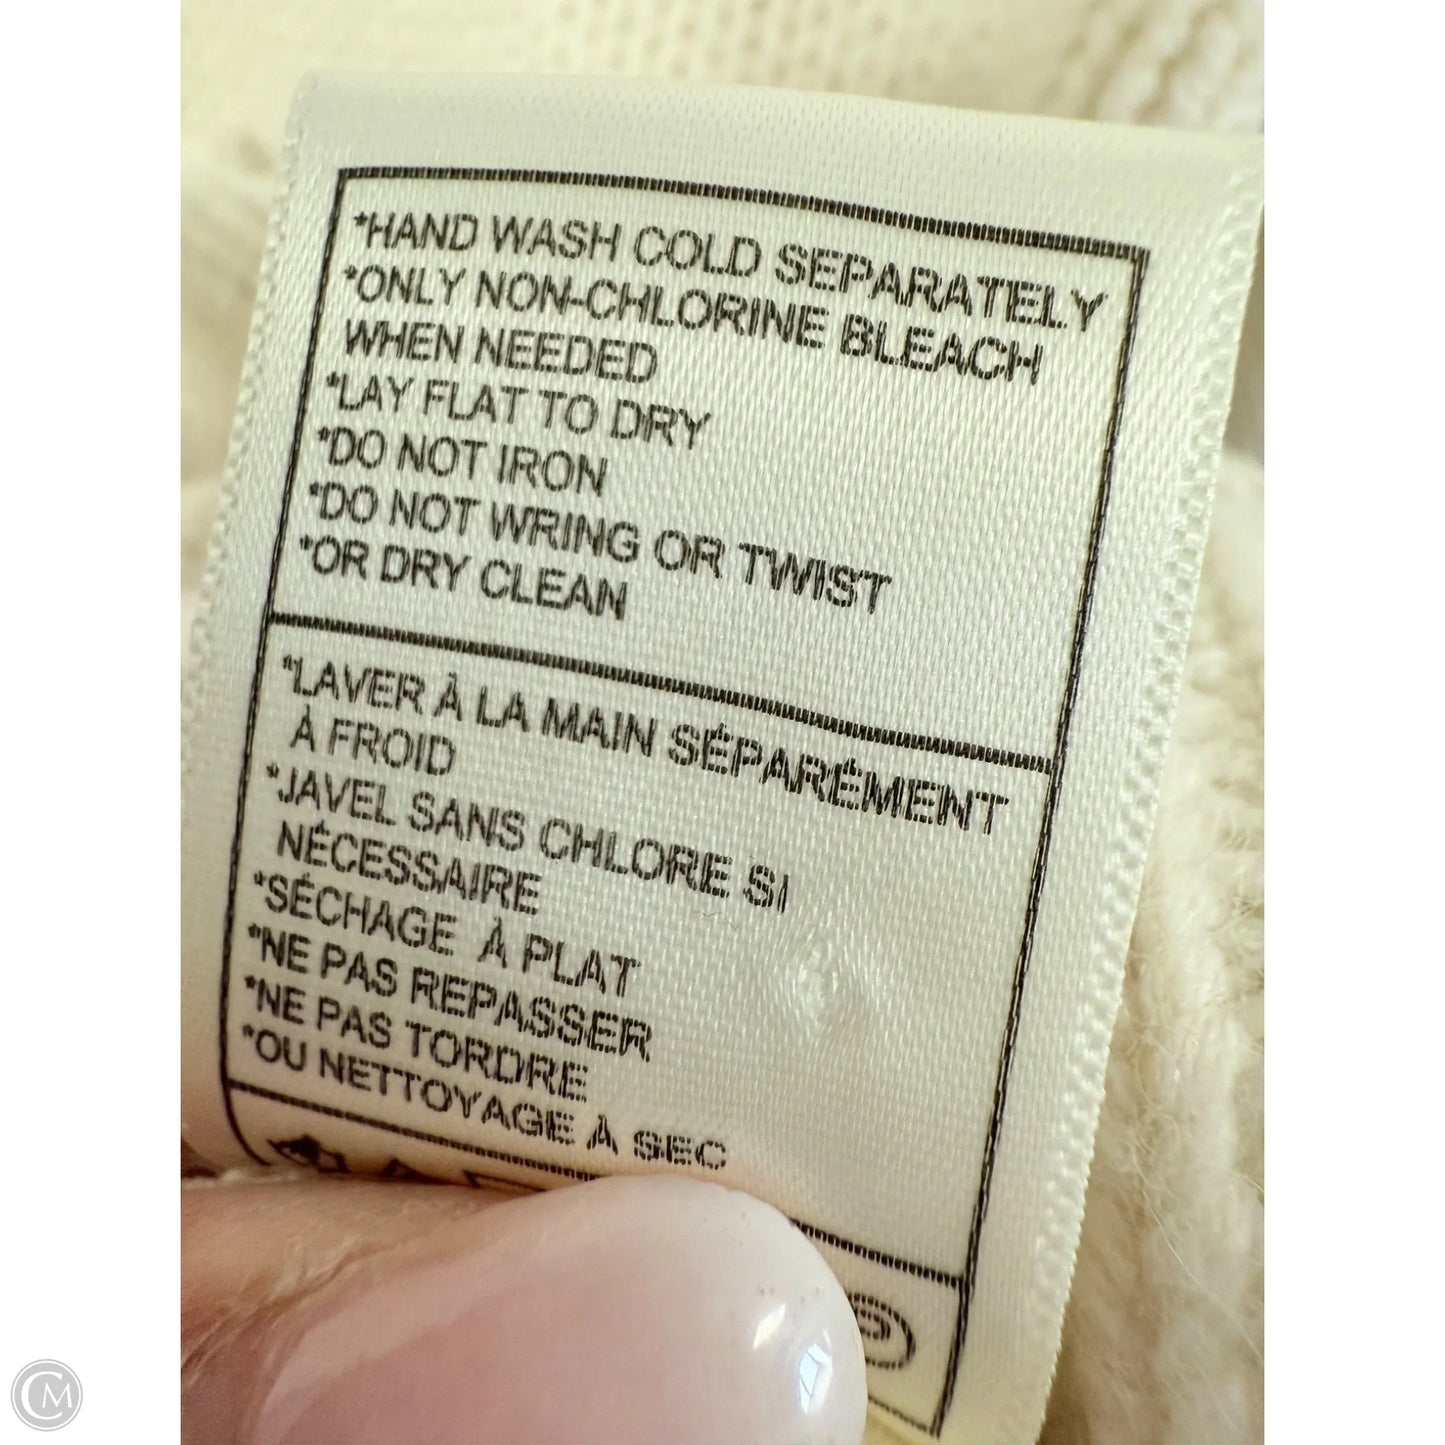 *HAND WASH COLD SEPARATELY
*ONLY NON-CHLORINE BLEACH
WHEN NEEDED
*LAY FLAT TO DRY
*DO NOT IRON
*DO NOT WRING OR TWIST
*OR DRY CLEAN
*LAVER À LA MAIN SÉPARÉMENT
À FROID
*JAVEL SANS CHLORE SI
NÉCESSAIRE
*SÉCHAGE À PLAT
*NE PAS REPASSER
*NE PAS TORDRE
*OU NETTOYAGE À SEC
P
CM